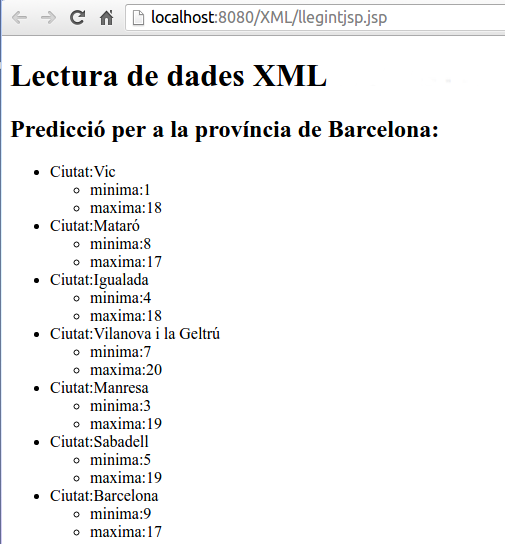 localhost:8080/XML/llegintjsp.jsp
Lectura de dades XML
Predicció per a la província de Barcelona:
Ciutat:Vic
minima:1
maxima:18
Ciutat:Mataró
minima:8
maxima:17
Ciutat:Igualada
minima:4
maxima:18
Ciutat:Vilanova i la Geltrú
minima:7
maxima:20
Ciutat:Manresa
minima:3
maxima:19
Ciutat:Sabadell
minima:5
maxima:19
Ciutat:Barcelona
minima:9
maxima:17